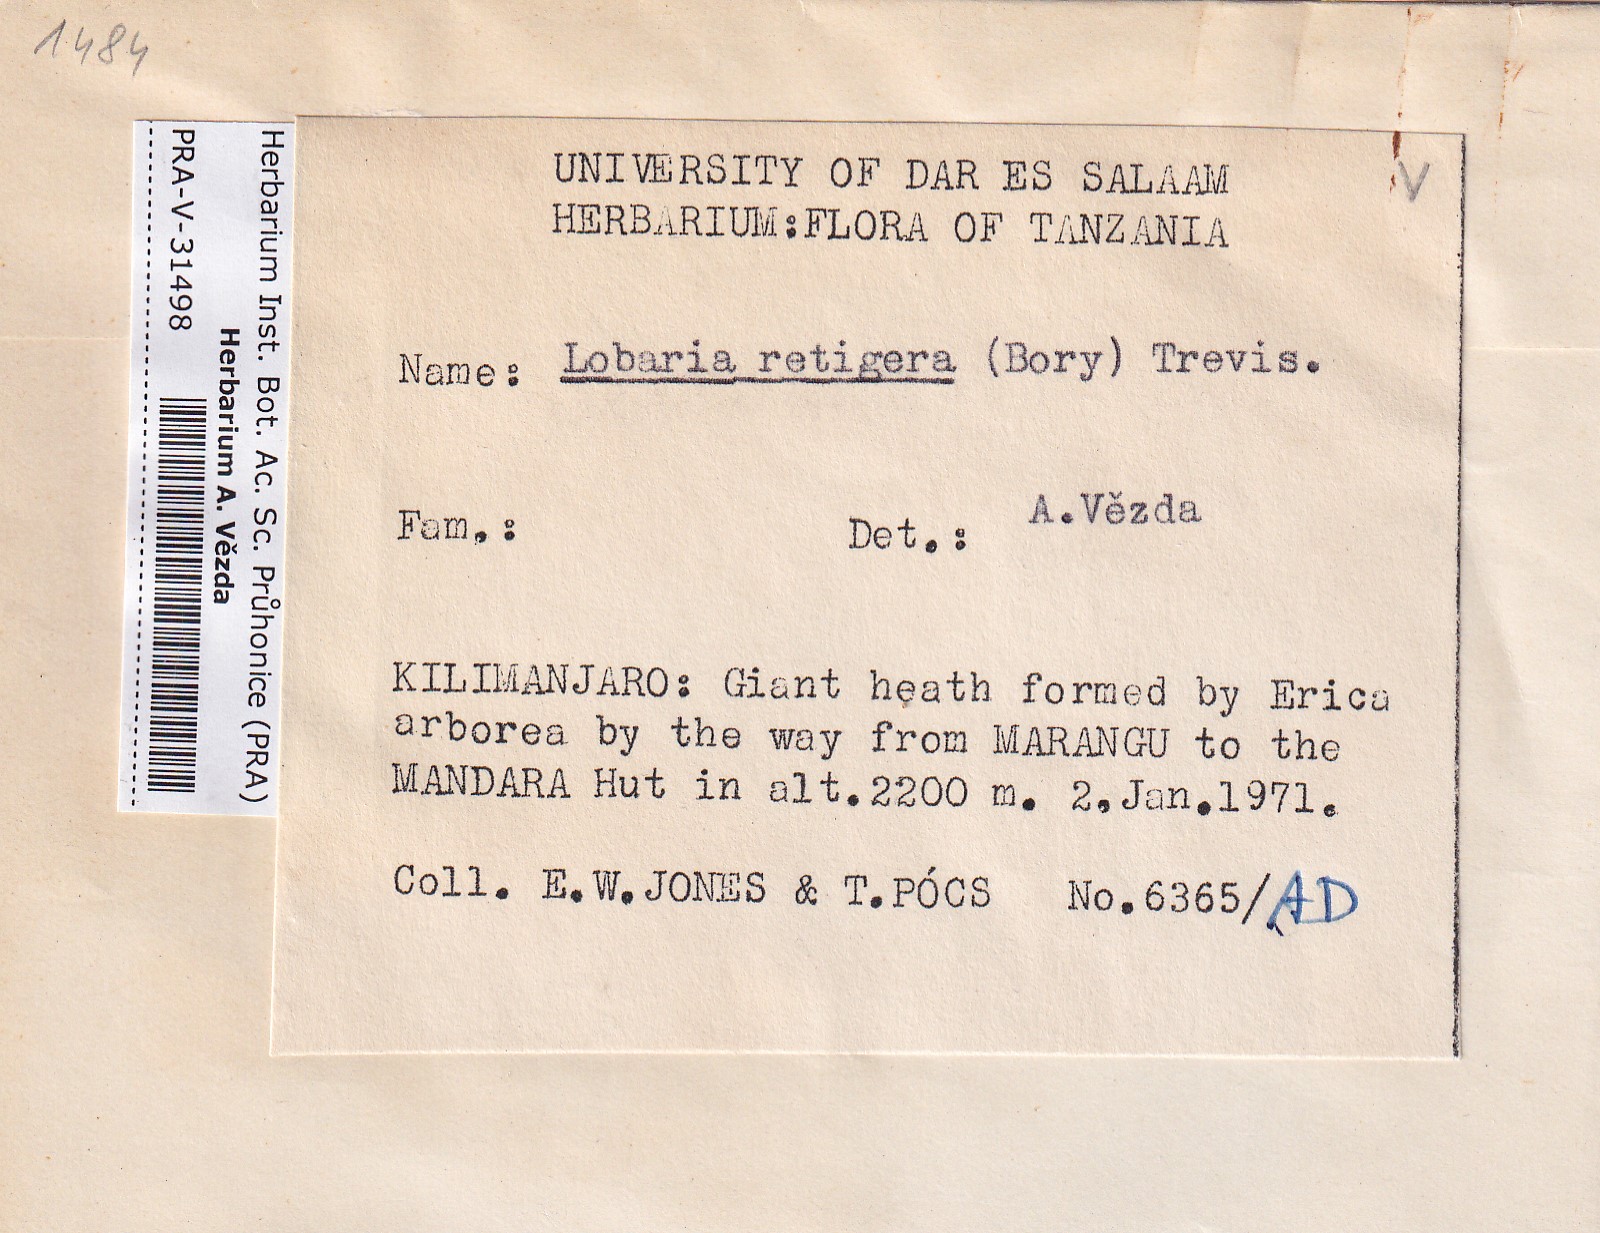 1484
Herbarium Inst. Bot. Ac. Sc. Průhonice (PRA)
Herbarium A. Vězda
PRA-V-31498
V
UNIVERSITY OF DAR ES SALAAM
HERBARIUM:FLORA OF TANZANIA
Name: Lobaria retigera (Bory) Trevis.
Fam.: Det.: A.Vězda
KILIMANJARO: Giant heath formed by Erica
arborea by the way from MARANGU to the
MANDARA Hut in alt.2200 m. 2.Jan.1971.
Coll. E.W.JONES & T.PÓCS No.6365/AD